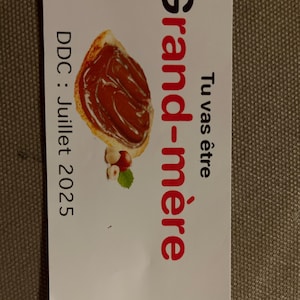 Tu vas être
Grand-mère
DDC : Juillet 2025